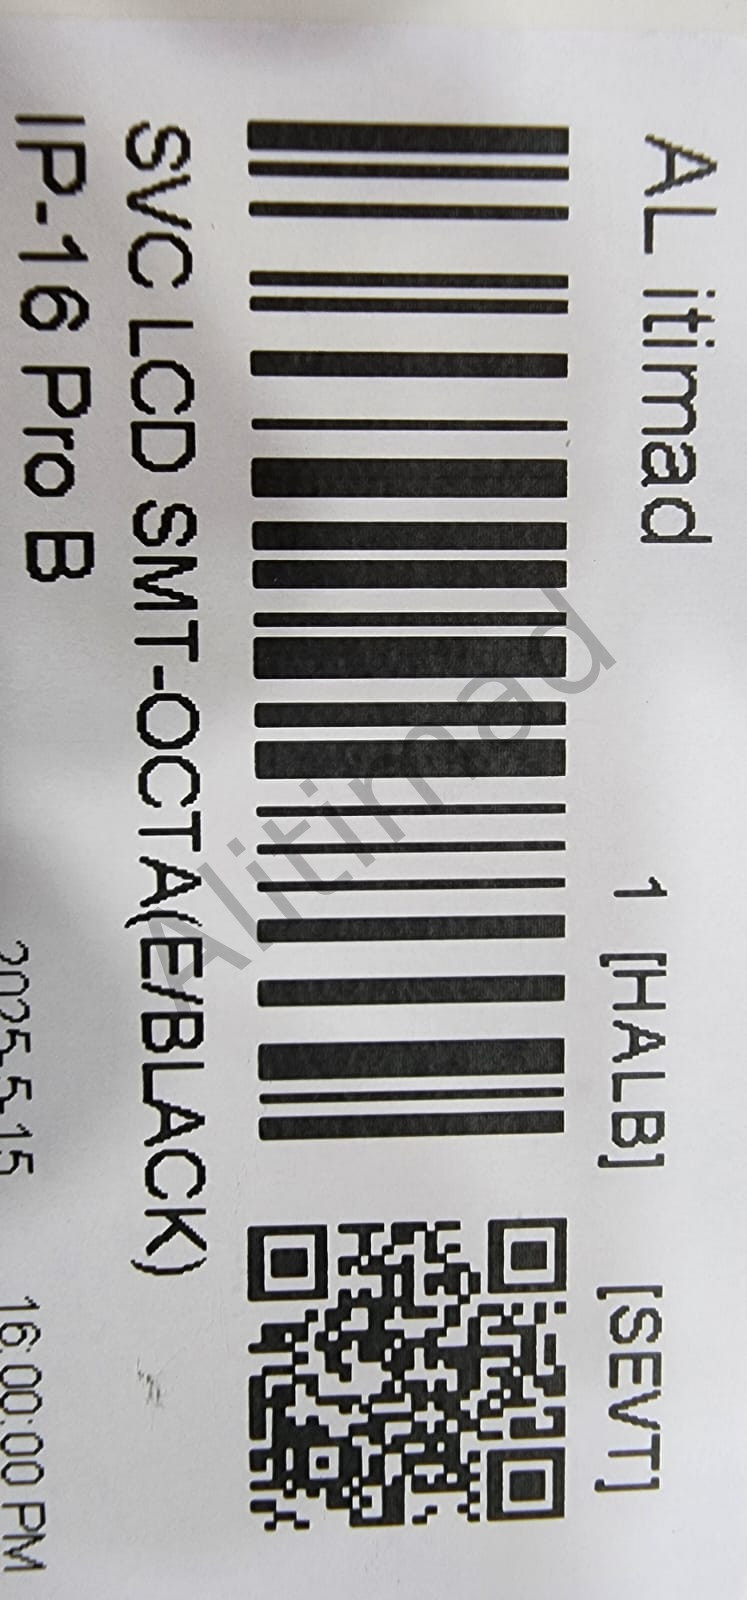 AL itimad
1 [HALB] [SEVT]
SVC LCD SMT-OCTA(E/BLACK)
IP-16 Pro B
2025.5.15 16:00:00 PM
Alitimad